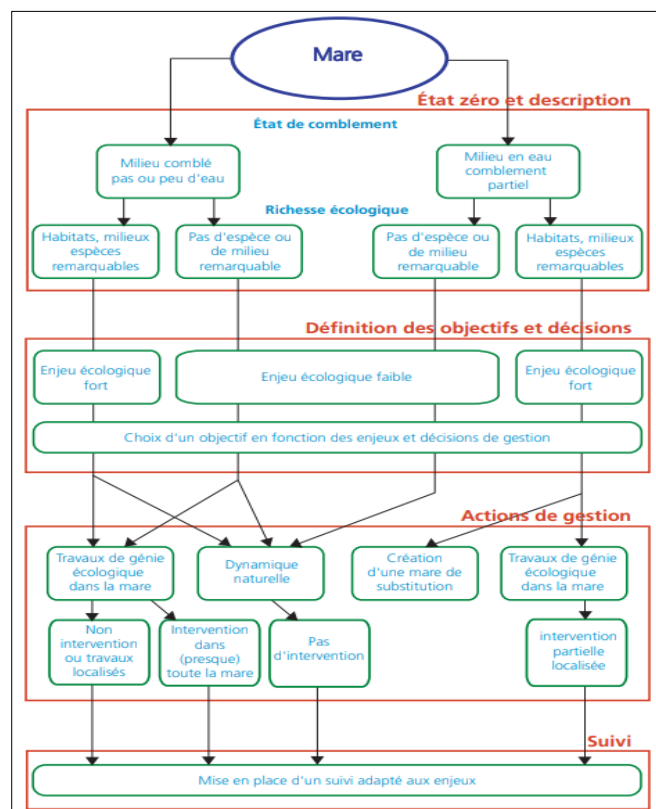 Mare
État zéro et description
État de comblement
Milieu comblé
pas ou peu d'eau
Milieu en eau
comblement
partiel
Richesse écologique
Habitats, milieux
espèces
remarquables
Pas d'espèce ou
de milieu
remarquable
Pas d'espèce ou
de milieu
remarquable
Habitats, milieux
espèces
remarquables
Définition des objectifs et décisions
Enjeu écologique
fort
Enjeu écologique faible
Enjeu écologique
fort
Choix d'un objectif en fonction des enjeux et décisions de gestion
Actions de gestion
Travaux de génie
écologique
dans la mare
Dynamique
naturelle
Création
d'une mare de
substitution
Travaux de génie
écologique
dans la mare
Non
intervention
ou travaux
localisés
Intervention
dans
(presque)
toute la mare
Pas
d'intervention
intervention
partielle
localisée
Suivi
Mise en place d'un suivi adapté aux enjeux